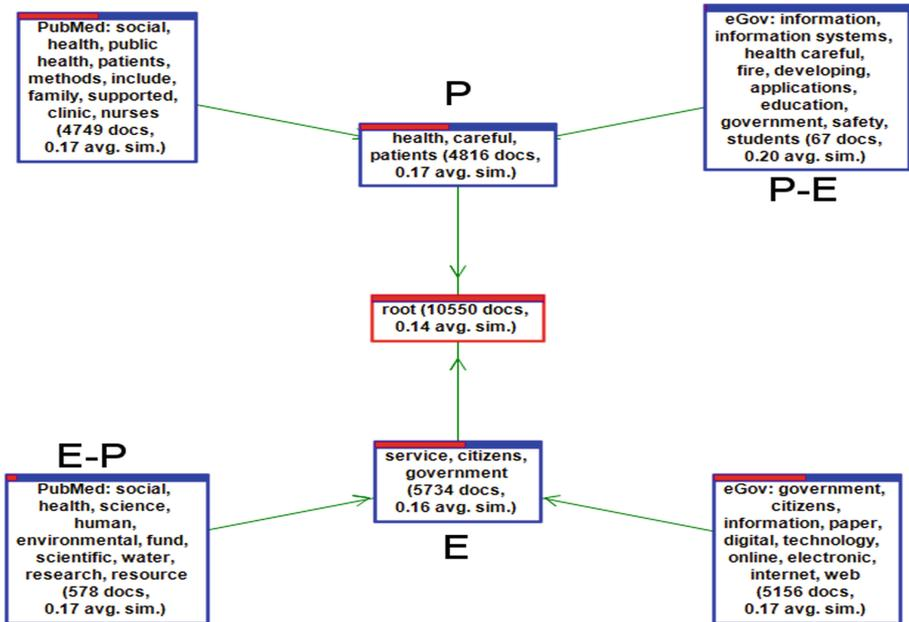 PubMed: social,
health, public
health, patients,
methods, include,
family, supported,
clinic, nurses
(4749 docs,
0.17 avg. sim.)
P
health, careful,
patients (4816 docs,
0.17 avg. sim.)
eGov: information,
information systems,
health careful,
fire, developing,
applications,
education,
government, safety,
students (67 docs,
0.20 avg. sim.)
P-E
root (10550 docs,
0.14 avg. sim.)
E-P
PubMed: social,
health, science,
human,
environmental, fund,
scientific, water,
research, resource
(578 docs,
0.17 avg. sim.)
service, citizens,
government
(5734 docs,
0.16 avg. sim.)
E
eGov: government,
citizens,
information, paper,
digital, technology,
online, electronic,
internet, web
(5156 docs,
0.17 avg. sim.)